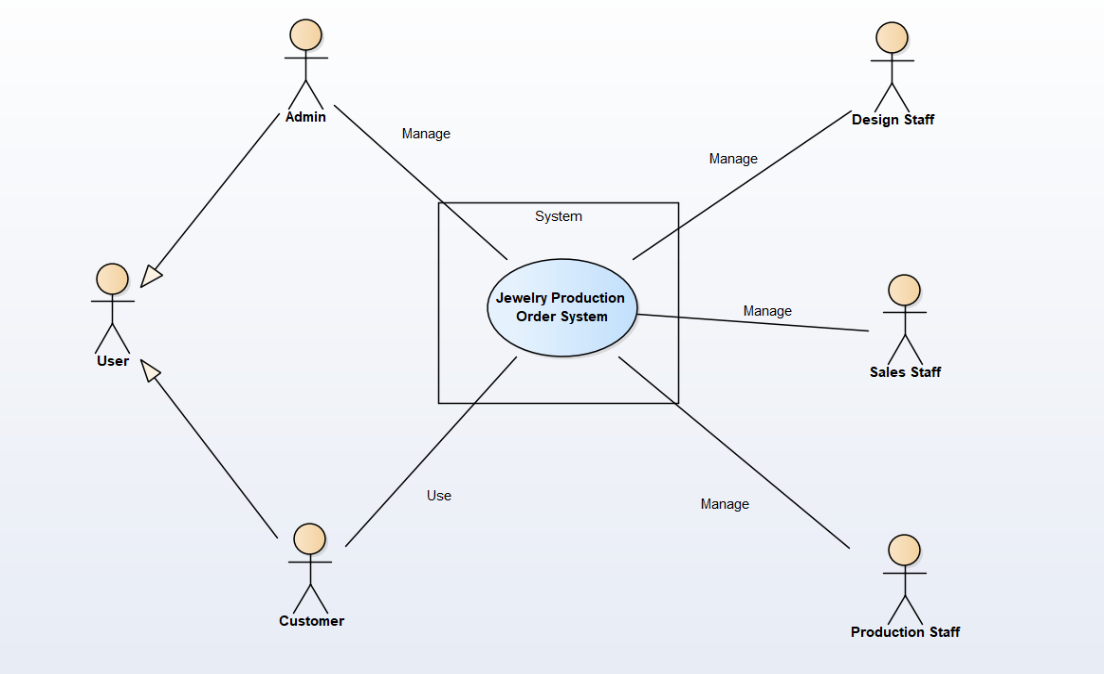 Admin
Design Staff
Manage
Manage
System
Jewelry Production
Order System
Manage
User
Sales Staff
Use
Manage
Customer
Production Staff